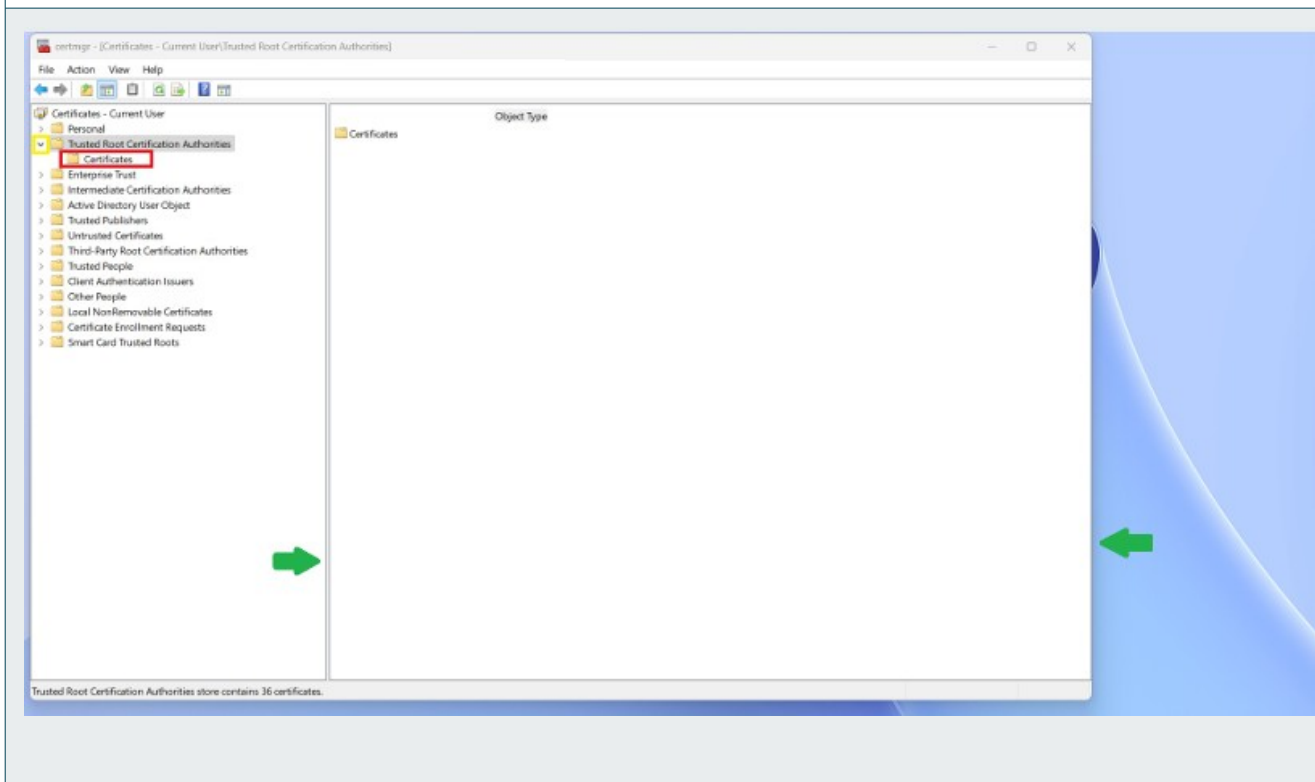 certmgr - [Certificates - Current User\Trusted Root Certification Authorities]
File Action View Help
Certificates - Current User
Personal
Trusted Root Certification Authorities
Certificates
Enterprise Trust
Intermediate Certification Authorities
Active Directory User Object
Trusted Publishers
Untrusted Certificates
Third-Party Root Certification Authorities
Trusted People
Client Authentication Issuers
Other People
Local NonRemovable Certificates
Certificate Enrollment Requests
Smart Card Trusted Roots
Object Type
Certificates
Trusted Root Certification Authorities store contains 36 certificates.